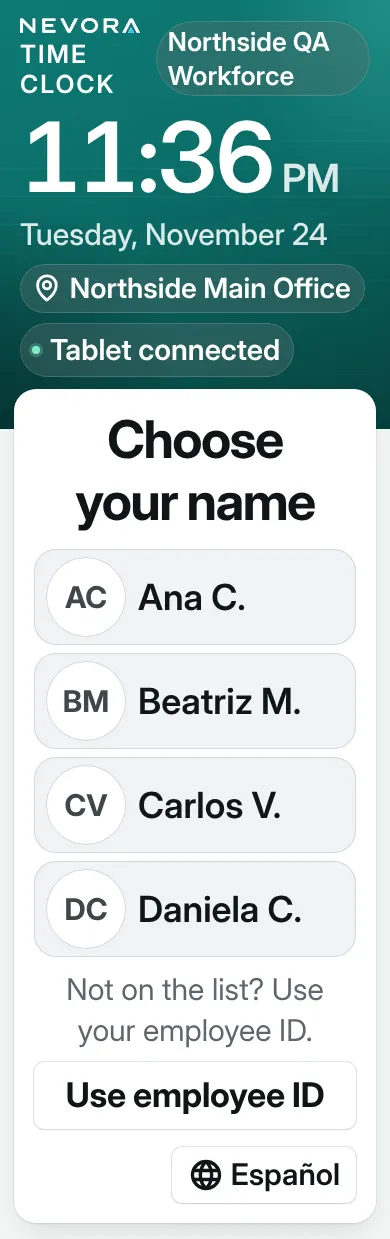 NEVORA
TIME
CLOCK
Northside QA
Workforce
11:36 PM
Tuesday, November 24
Northside Main Office
Tablet connected
Choose
your name
AC Ana C.
BM Beatriz M.
CV Carlos V.
DC Daniela C.
Not on the list? Use
your employee ID.
Use employee ID
Español